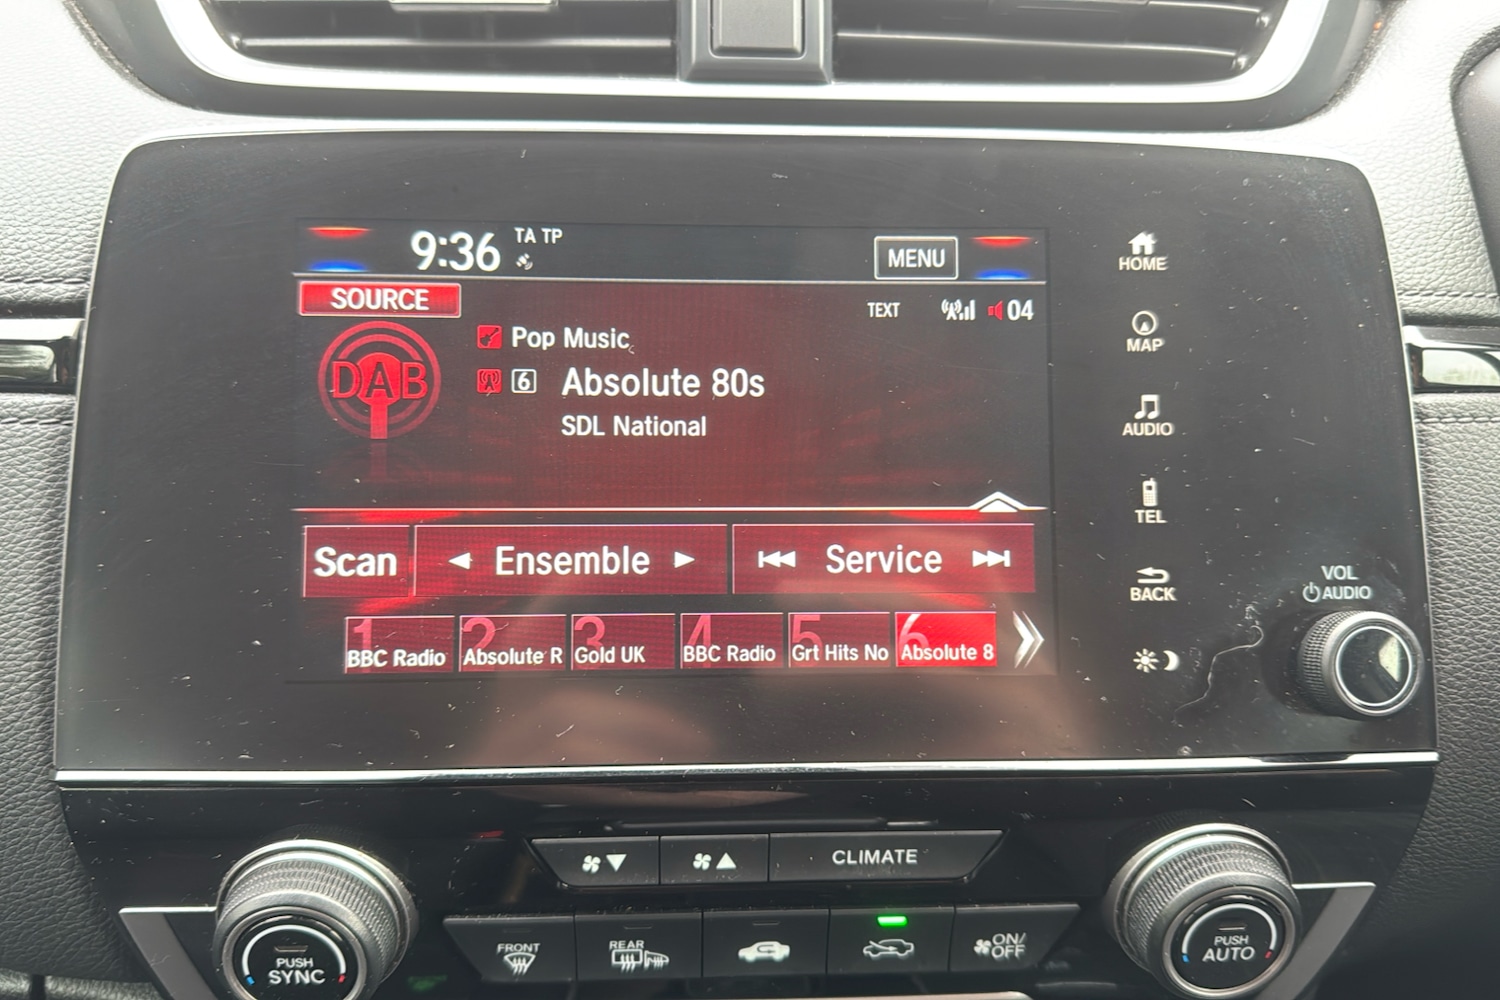 9:36 TA TP
MENU
SOURCE
TEXT 04
DAB
Pop Music
6 Absolute 80s
SDL National
Scan Ensemble Service
1 BBC Radio
2 Absolute R
3 Gold UK
4 BBC Radio
5 Grt Hits No
6 Absolute 8
HOME
MAP
AUDIO
TEL
BACK
VOL
AUDIO
CLIMATE
PUSH
SYNC
FRONT
REAR
ON/
OFF
PUSH
AUTO